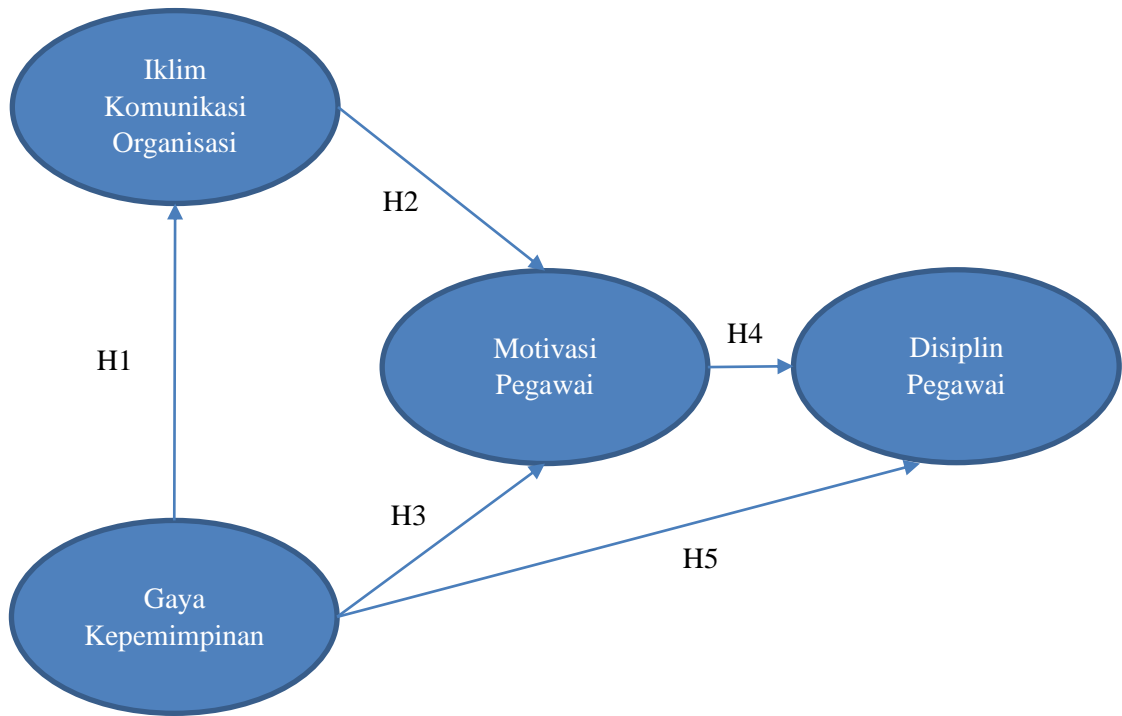 Iklim
Komunikasi
Organisasi
H2
H1
Motivasi
Pegawai
H4
Disiplin
Pegawai
H3
H5
Gaya
Kepemimpinan